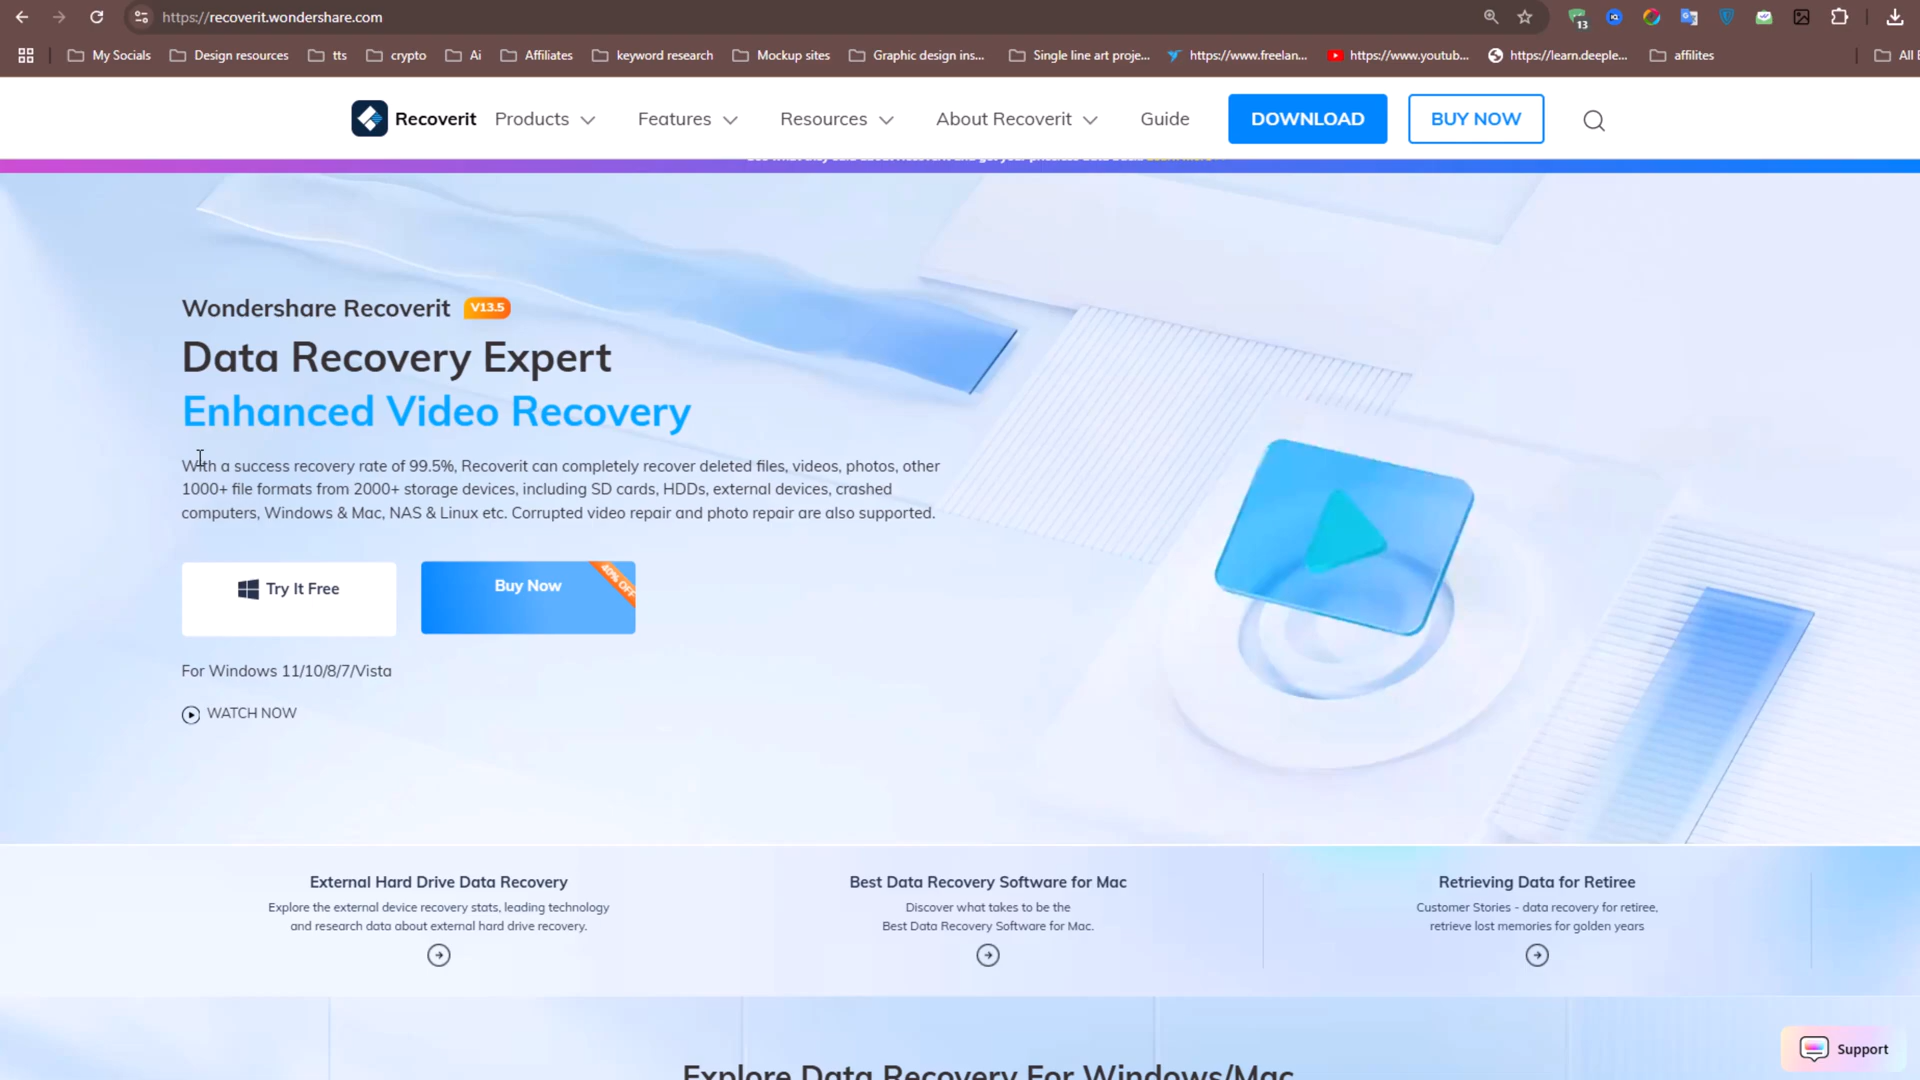 https://recoverit.wondershare.com
13
My Socials
Design resources
tts
crypto
Ai
Affiliates
keyword research
Mockup sites
Graphic design ins...
Single line art proje...
https://www.freelan...
https://www.youtub...
https://learn.deeple...
affilites
All
Recoverit
Products
Features
Resources
About Recoverit
Guide
DOWNLOAD
BUY NOW
Wondershare Recoverit V13.5
Data Recovery Expert
Enhanced Video Recovery
With a success recovery rate of 99.5%, Recoverit can completely recover deleted files, videos, photos, other
1000+ file formats from 2000+ storage devices, including SD cards, HDDs, external devices, crashed
computers, Windows & Mac, NAS & Linux etc. Corrupted video repair and photo repair are also supported.
Try It Free
Buy Now
40% OFF
For Windows 11/10/8/7/Vista
WATCH NOW
External Hard Drive Data Recovery
Explore the external device recovery stats, leading technology
and research data about external hard drive recovery.
Best Data Recovery Software for Mac
Discover what takes to be the
Best Data Recovery Software for Mac.
Retrieving Data for Retiree
Customer Stories - data recovery for retiree,
retrieve lost memories for golden years
Explore Data Recovery For Windows/Mac
Support